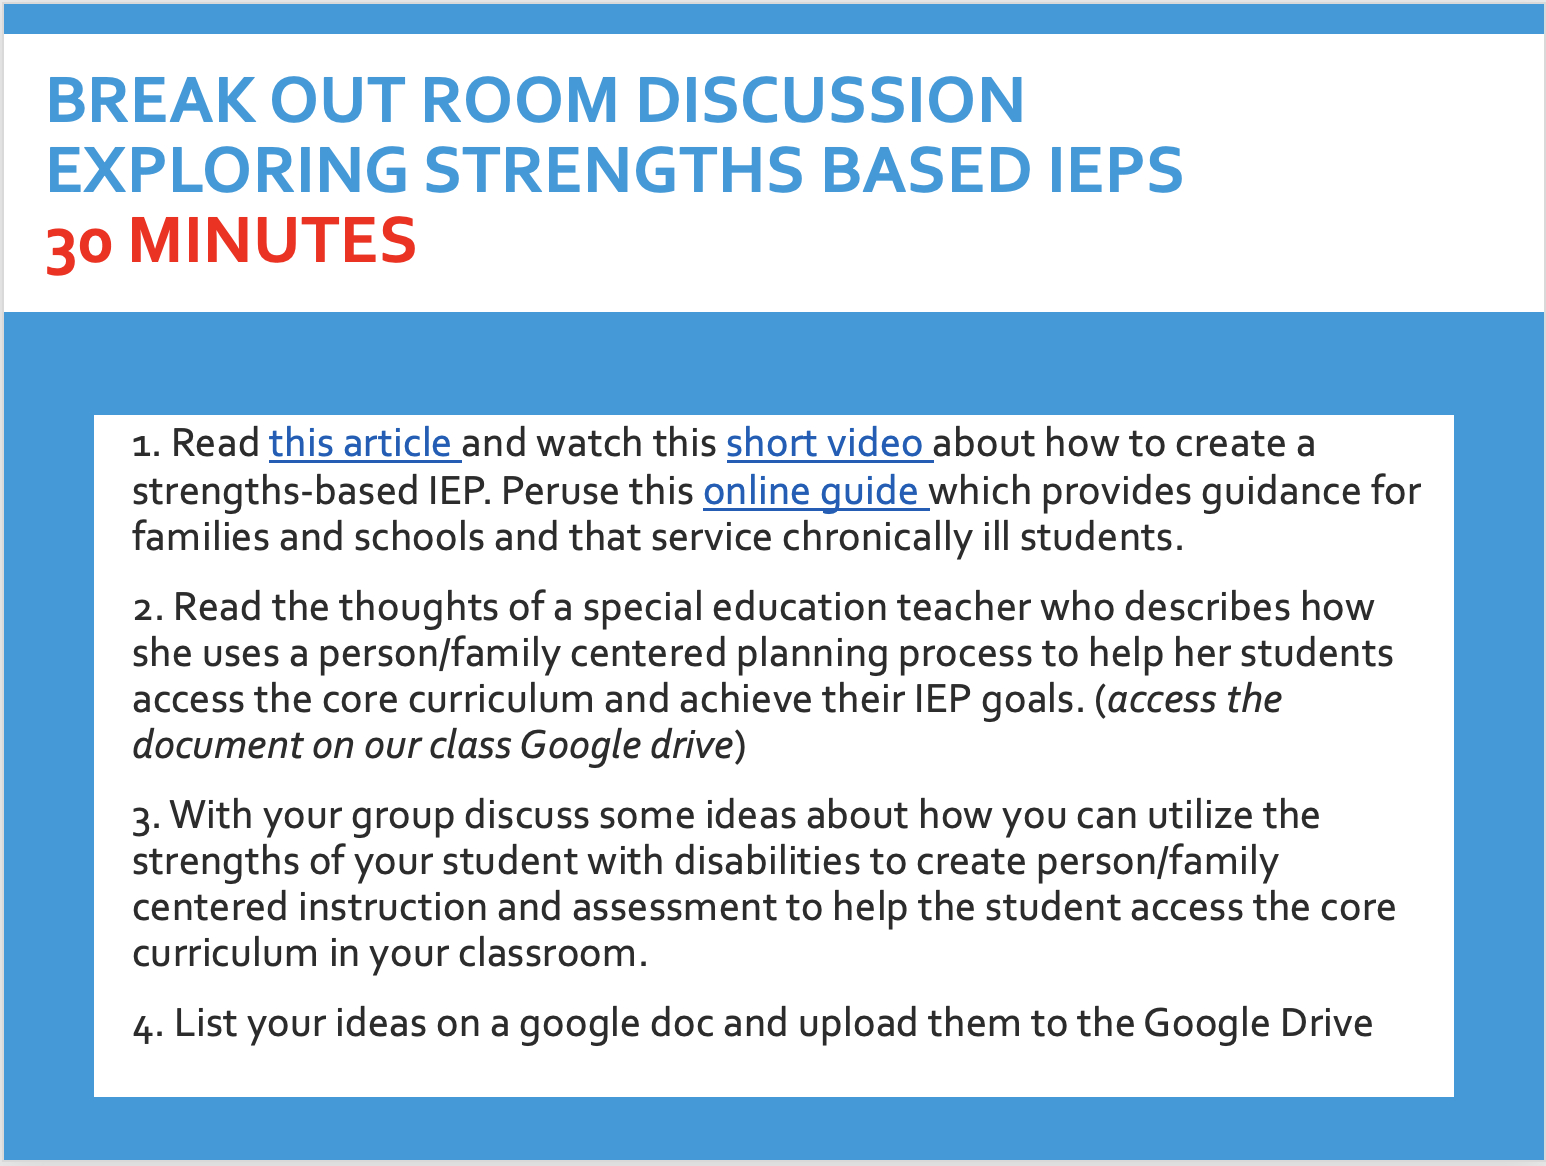 BREAK OUT ROOM DISCUSSION
EXPLORING STRENGTHS BASED IEPS
30 MINUTES
1. Read this article and watch this short video about how to create a
strengths-based IEP. Peruse this online guide which provides guidance for
families and schools and that service chronically ill students.
2. Read the thoughts of a special education teacher who describes how
she uses a person/family centered planning process to help her students
access the core curriculum and achieve their IEP goals. (access the
document on our class Google drive)
3. With your group discuss some ideas about how you can utilize the
strengths of your student with disabilities to create person/family
centered instruction and assessment to help the student access the core
curriculum in your classroom.
4. List your ideas on a google doc and upload them to the Google Drive